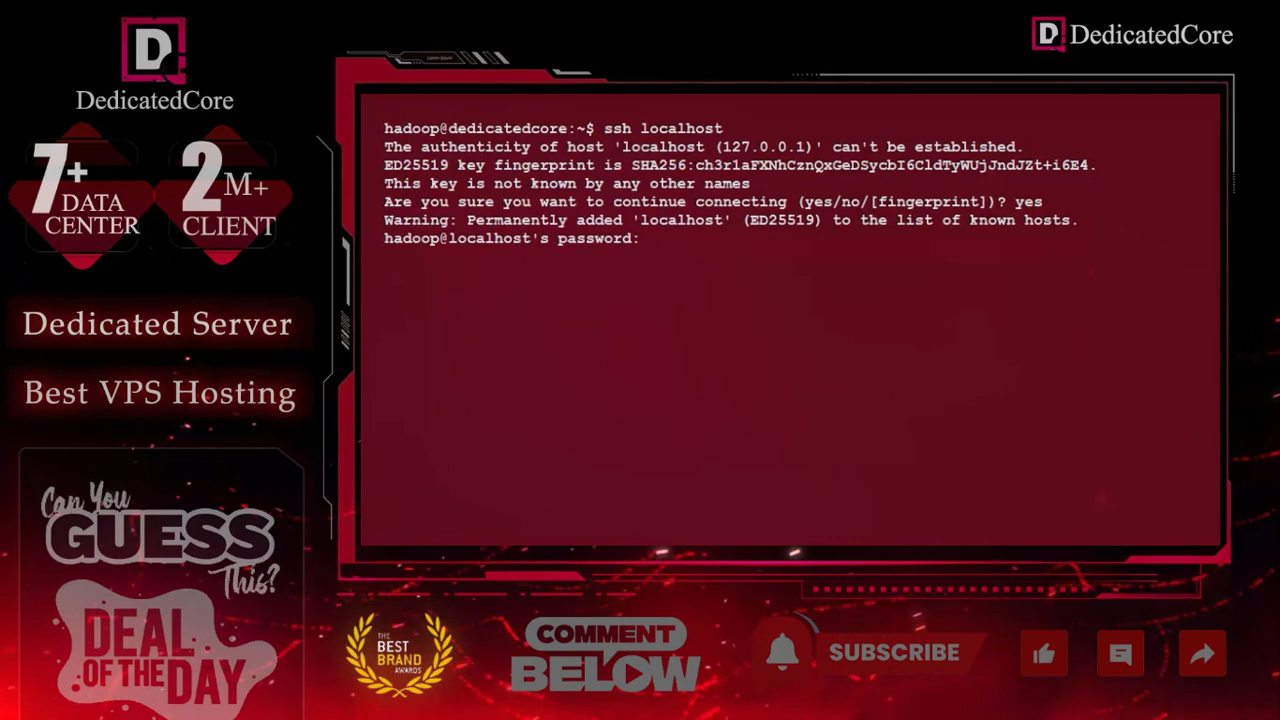 DedicatedCore
DedicatedCore
7+
DATA
CENTER
2
M+
CLIENT
Dedicated Server
Best VPS Hosting
Can You
GUESS
This?
DEAL
OF THE DAY
hadoop@dedicatedcore:~$ ssh localhost
The authenticity of host 'localhost (127.0.0.1)' can't be established.
ED25519 key fingerprint is SHA256:ch3r1aFXNhCznQxGeDSycbI6CldTyWUjJndJZt+i6E4.
This key is not known by any other names
Are you sure you want to continue connecting (yes/no/[fingerprint])? yes
Warning: Permanently added 'localhost' (ED25519) to the list of known hosts.
hadoop@localhost's password:
THE
BEST
BRAND
AWARDS
COMMENT
BELOW
SUBSCRIBE